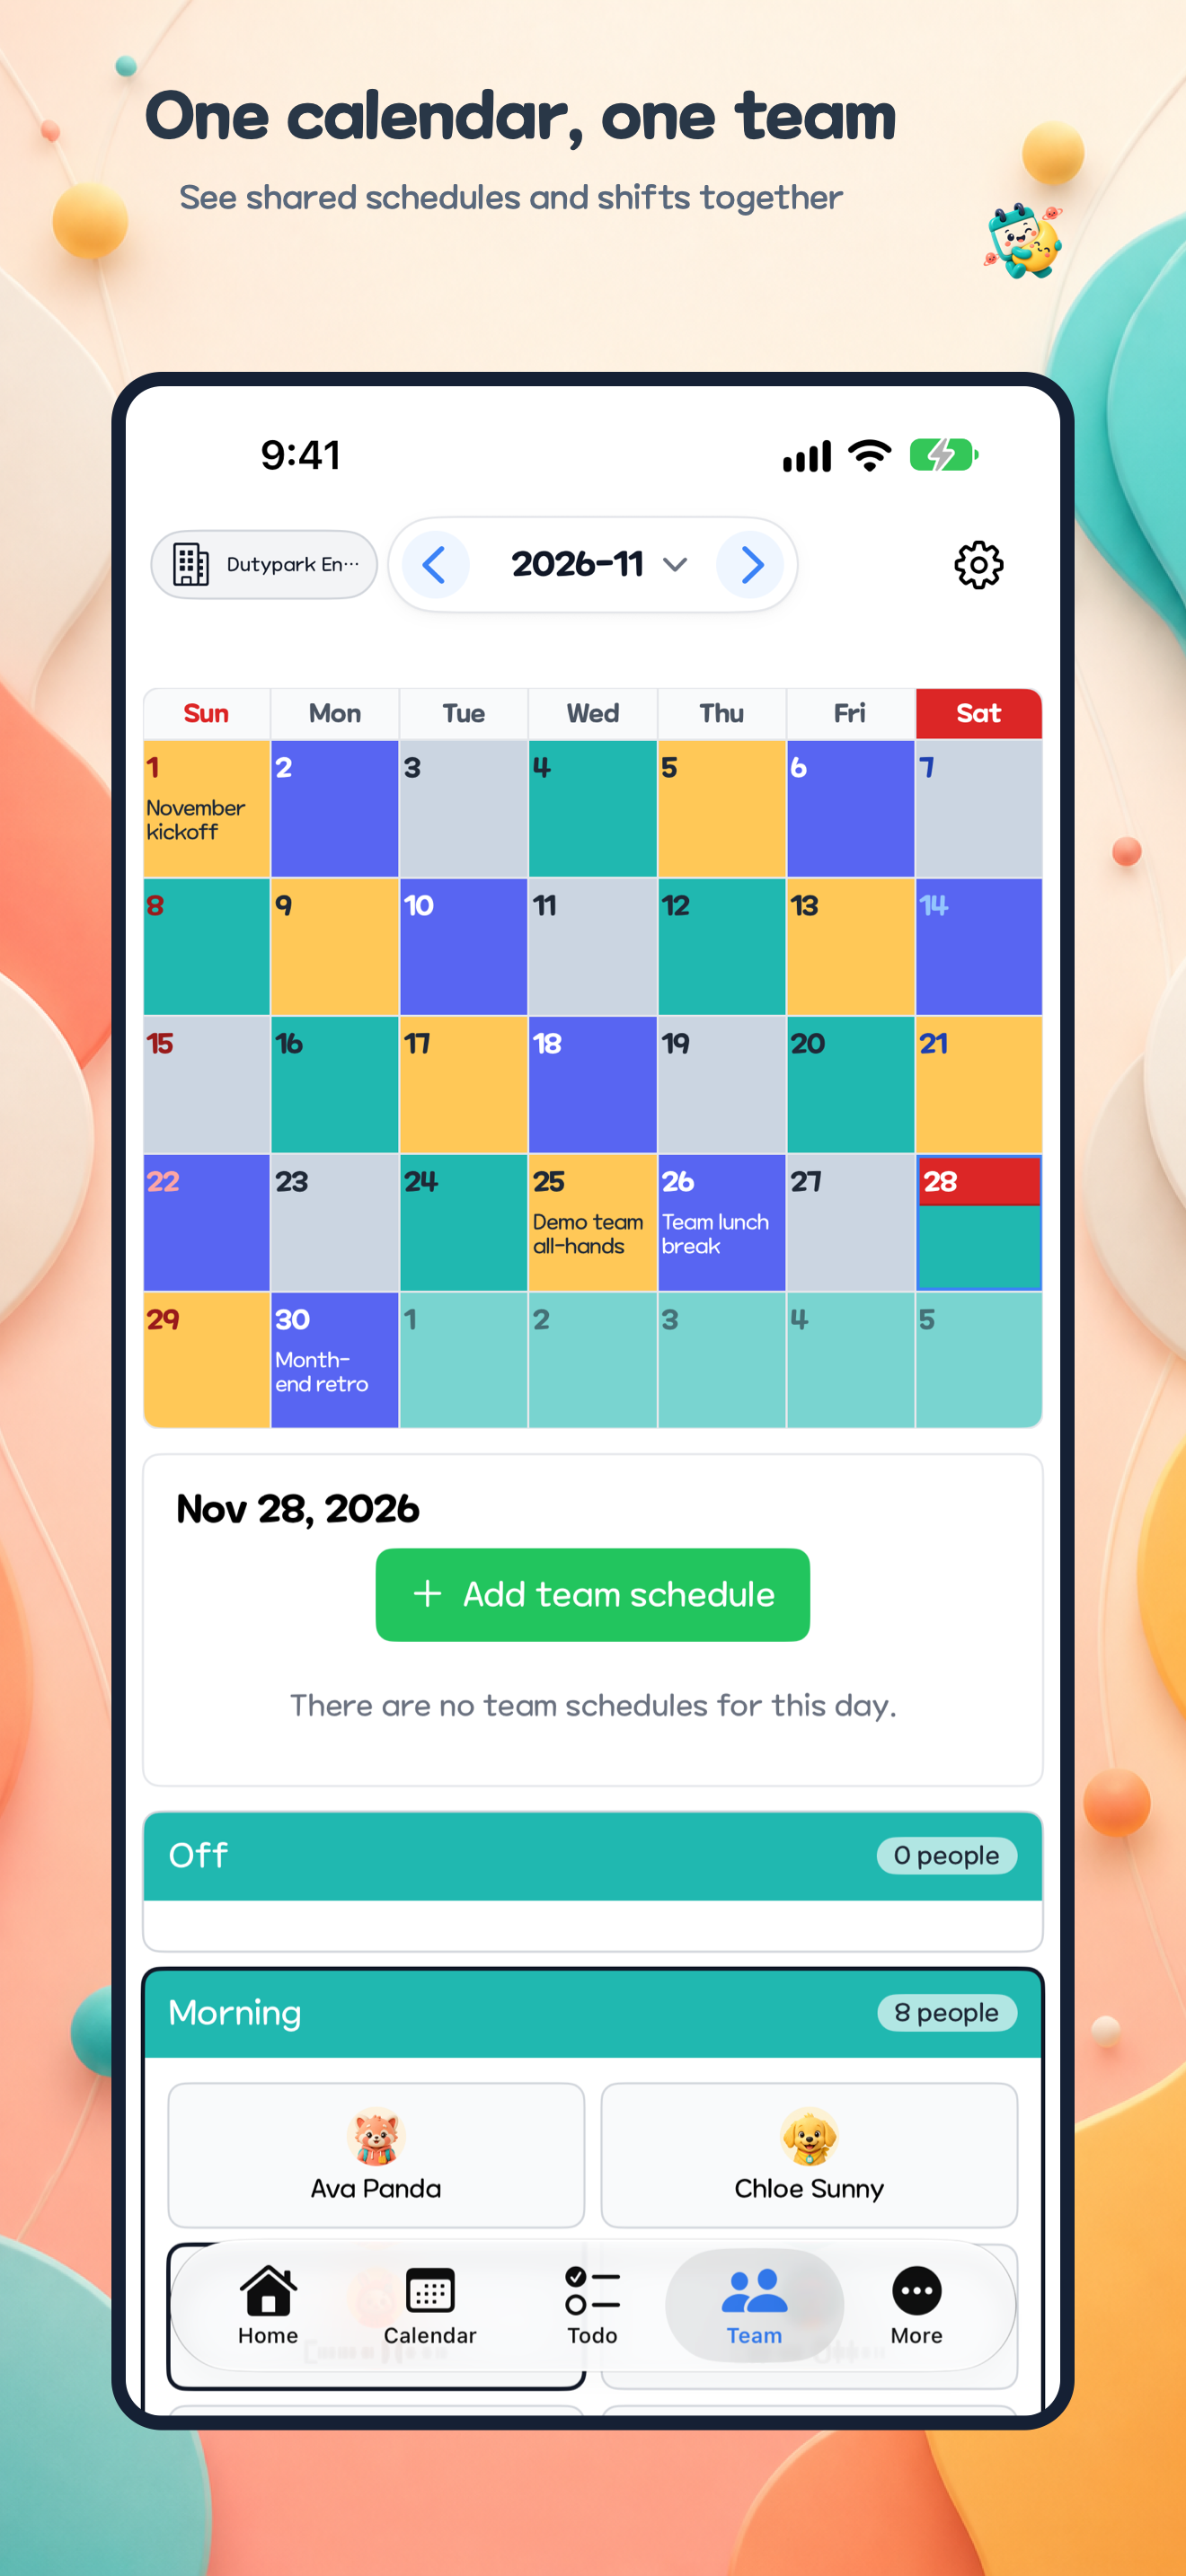 One calendar, one team
See shared schedules and shifts together
9:41
Dutypark En...
2026-11
Sun Mon Tue Wed Thu Fri Sat
1 2 3 4 5 6 7
November
kickoff
8 9 10 11 12 13 14
15 16 17 18 19 20 21
22 23 24 25 26 27 28
Demo team
all-hands
Team lunch
break
29 30 1 2 3 4 5
Month-
end retro
Nov 28, 2026
+ Add team schedule
There are no team schedules for this day.
Off
0 people
Morning
8 people
Ava Panda
Chloe Sunny
Home
Calendar
Todo
Team
More